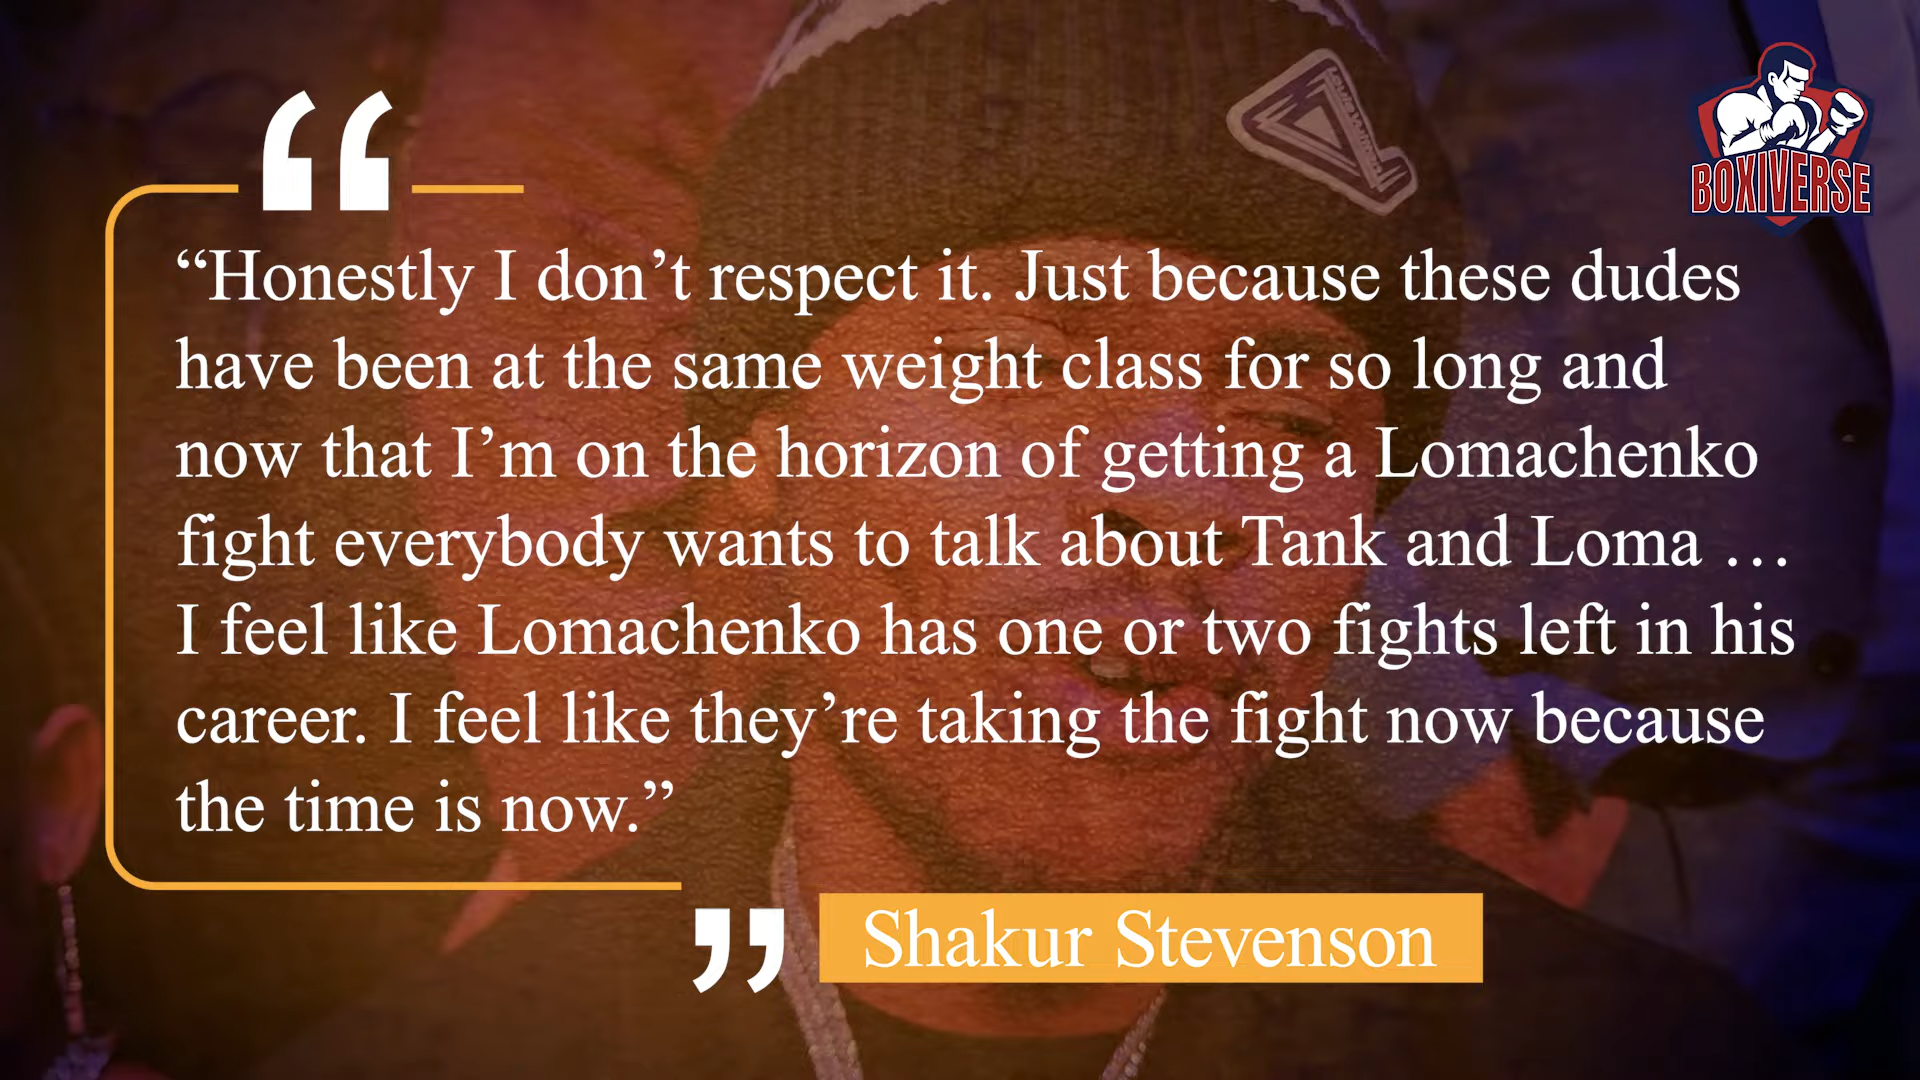 BOXIVERSE
“Honestly I don’t respect it. Just because these dudes
have been at the same weight class for so long and
now that I’m on the horizon of getting a Lomachenko
fight everybody wants to talk about Tank and Loma …
I feel like Lomachenko has one or two fights left in his
career. I feel like they’re taking the fight now because
the time is now.”
Shakur Stevenson